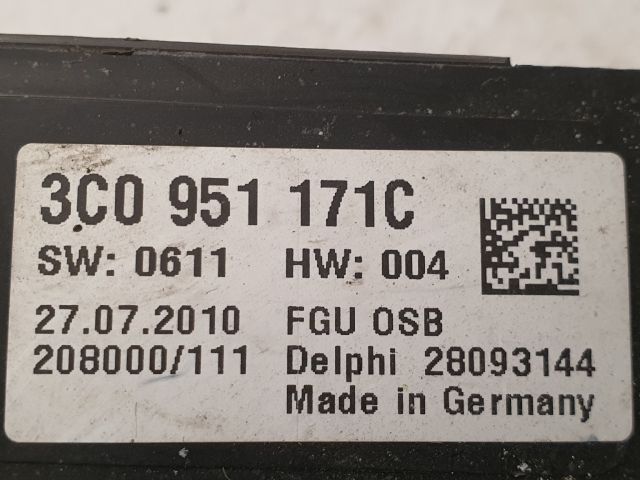 3C0 951 171C
SW: 0611 HW: 004
27.07.2010 FGU OSB
208000/111 Delphi 28093144
Made in Germany